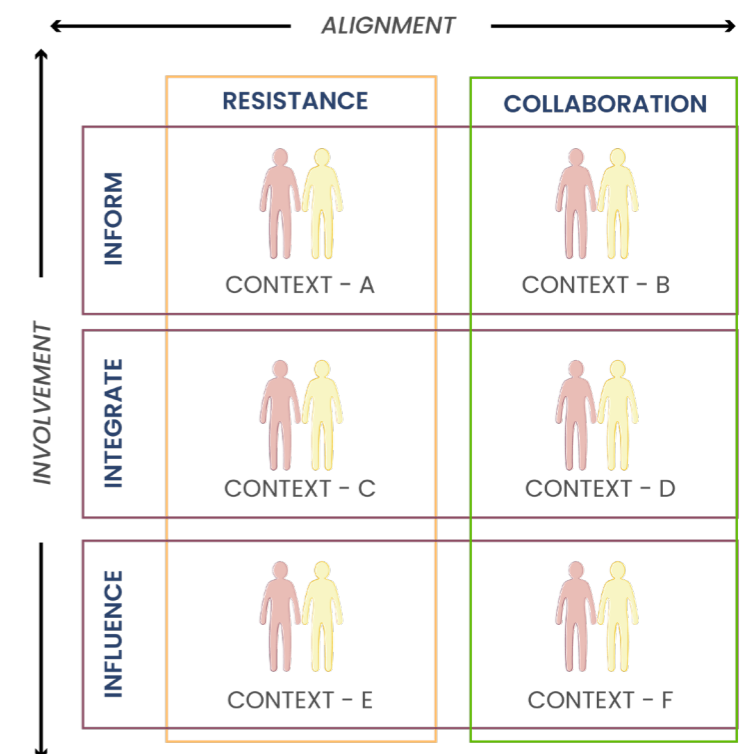 ALIGNMENT
RESISTANCE
COLLABORATION
INVOLVEMENT
INFORM
CONTEXT - A
CONTEXT - B
INTEGRATE
CONTEXT - C
CONTEXT - D
INFLUENCE
CONTEXT - E
CONTEXT - F